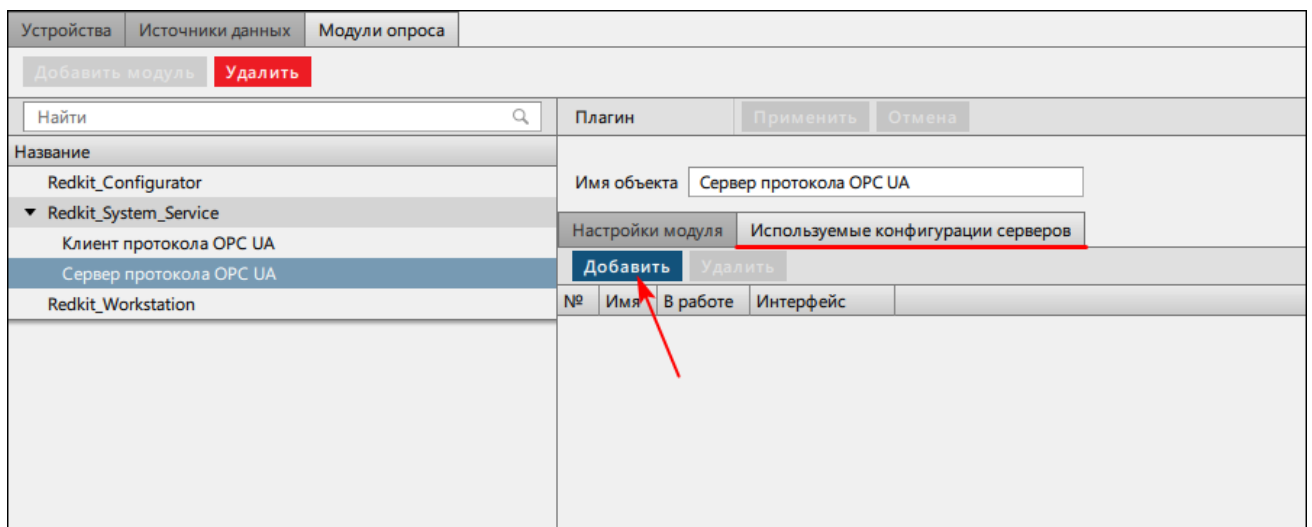 Устройства Источники данных Модули опроса
Добавить модуль Удалить
Найти
Плагин Применить Отмена
Название
Redkit_Configurator
Redkit_System_Service
Клиент протокола OPC UA
Сервер протокола OPC UA
Redkit_Workstation
Имя объекта Сервер протокола OPC UA
Настройки модуля Используемые конфигурации серверов
Добавить Удалить
№ Имя В работе Интерфейс